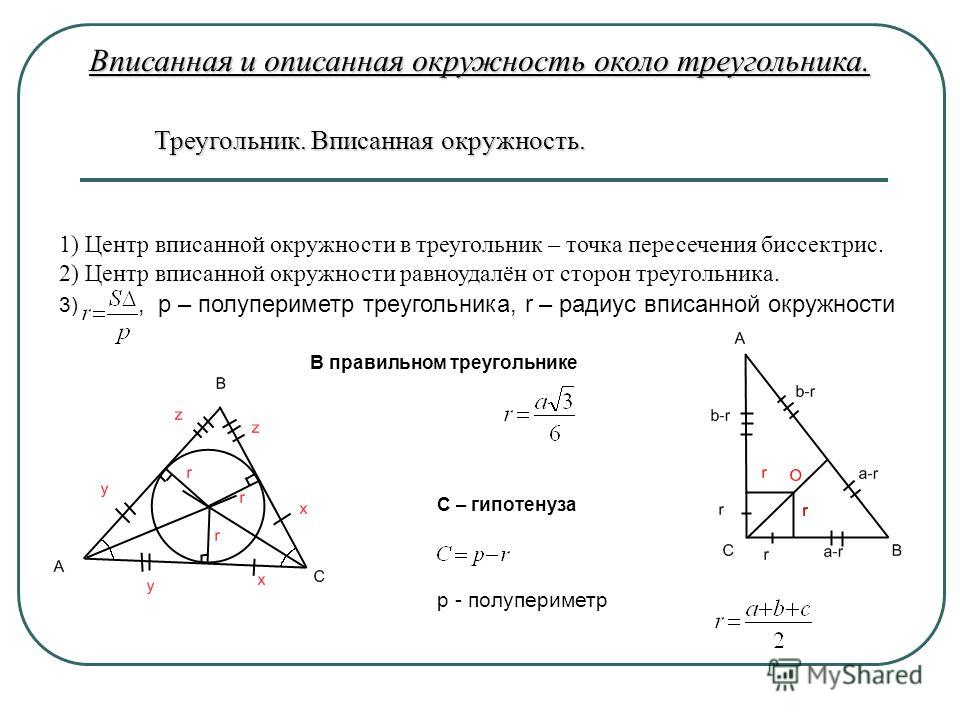 Вписанная и описанная окружность около треугольника.
Треугольник. Вписанная окружность.
1) Центр вписанной окружности в треугольник – точка пересечения биссектрис.
2) Центр вписанной окружности равноудалён от сторон треугольника.
3) r = SΔ/p , p – полупериметр треугольника, r – радиус вписанной окружности
В правильном треугольнике
r = a√3/6
С – гипотенуза
C = p – r
р - полупериметр
B
z
z
y
r
r
x
r
A
y
x
C
A
b-r
b-r
r
O
a-r
r
r
C
r
a-r
B
r = a+b+c/2
MyShared